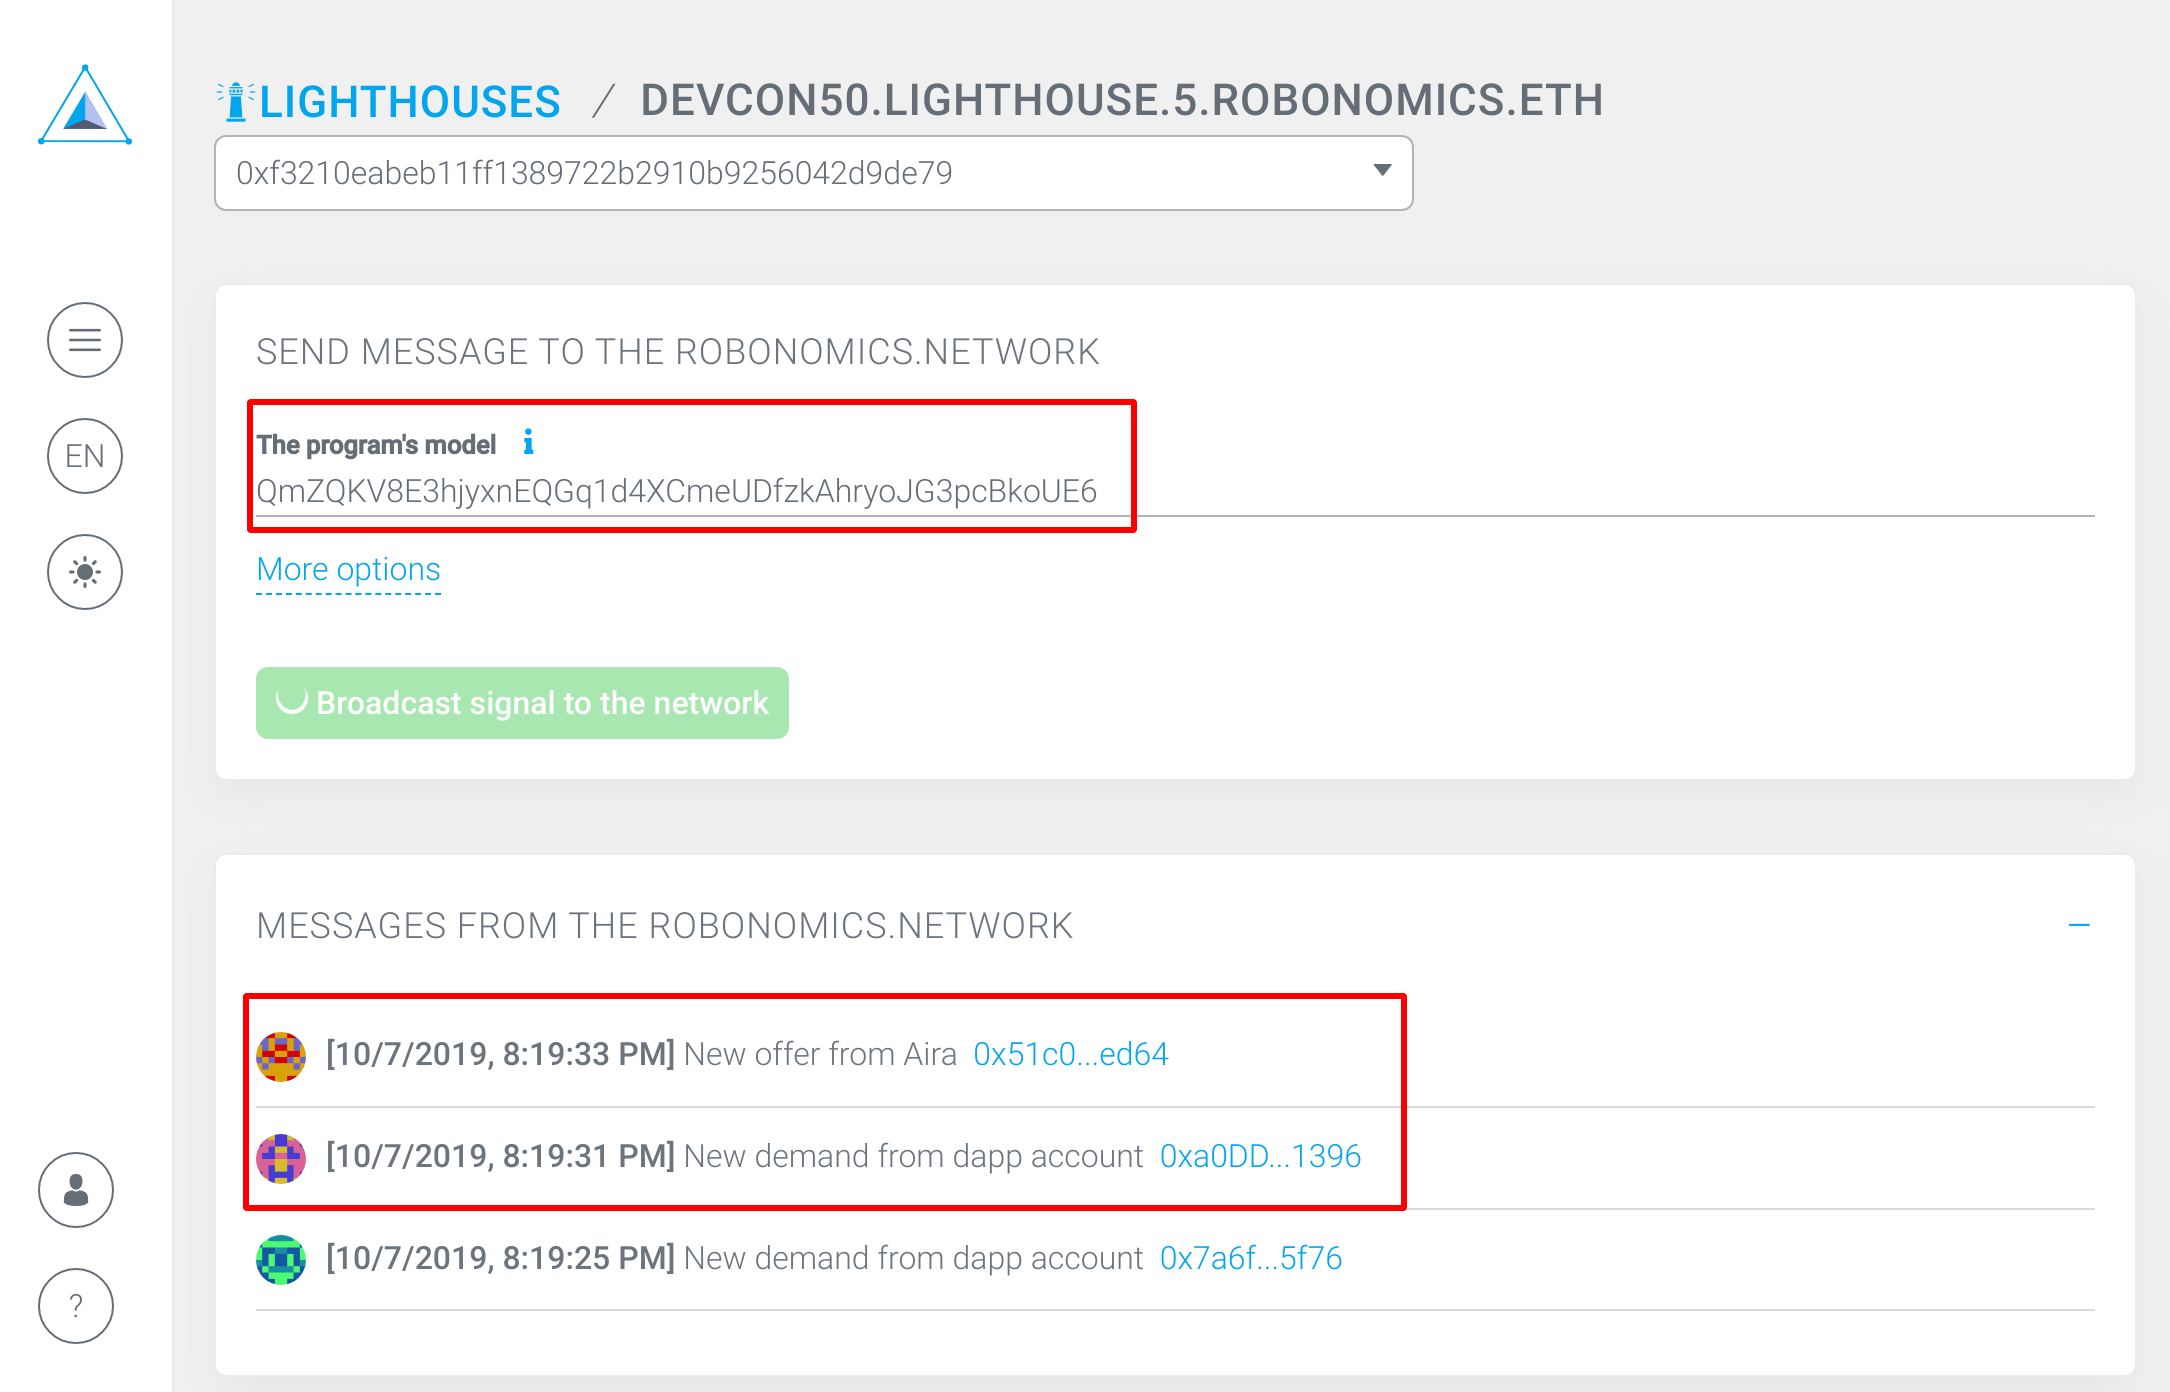 LIGHTHOUSES / DEVCON50.LIGHTHOUSE.5.ROBONOMICS.ETH
0xf3210eabeb11ff1389722b2910b9256042d9de79
EN
SEND MESSAGE TO THE ROBONOMICS.NETWORK
The program's model i
QmZQKV8E3hjyxnEQGq1d4XCmeUDfzkAhryoJG3pcBkoUE6
More options
Broadcast signal to the network
MESSAGES FROM THE ROBONOMICS.NETWORK
[10/7/2019, 8:19:33 PM] New offer from Aira 0x51c0...ed64
[10/7/2019, 8:19:31 PM] New demand from dapp account 0xa0DD...1396
[10/7/2019, 8:19:25 PM] New demand from dapp account 0x7a6f...5f76
?